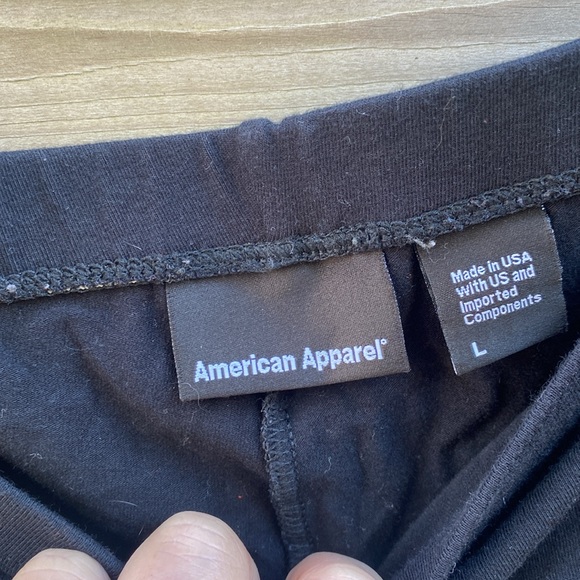 American Apparel®
Made in USA
With US and
Imported
Components
L